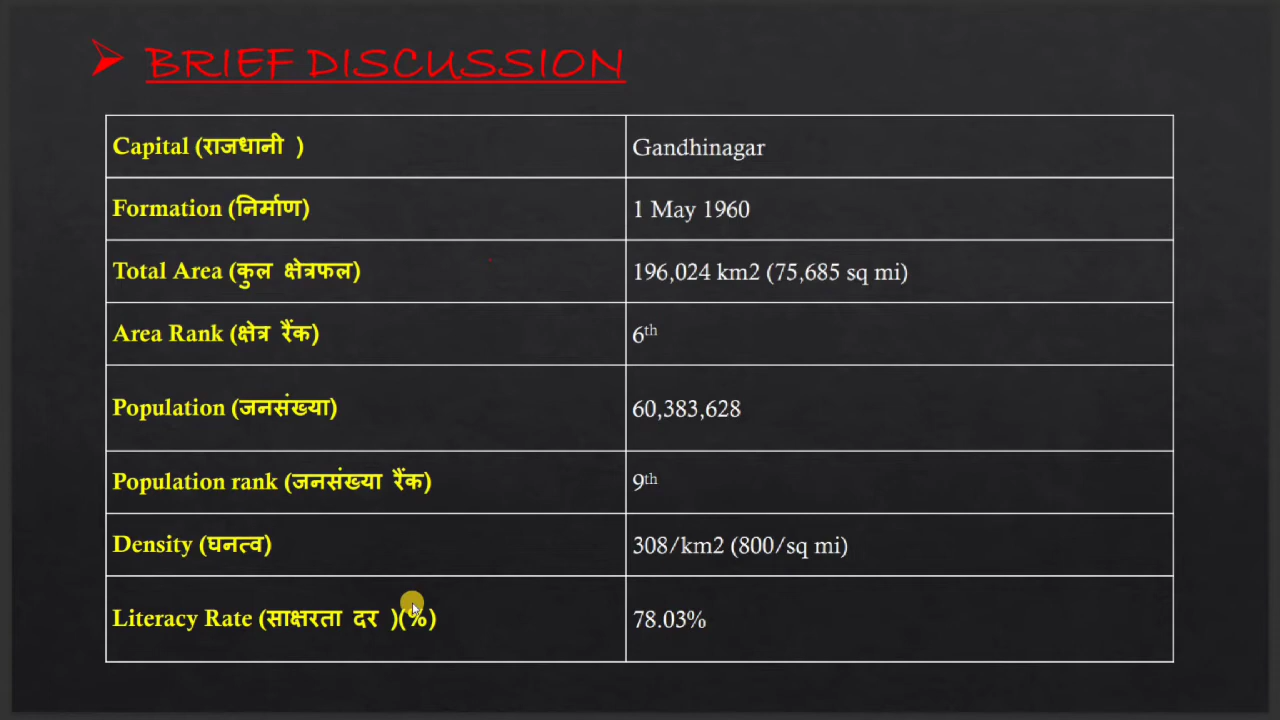 BRIEF DISCUSSION
Capital (राजधानी ) Gandhinagar
Formation (निर्माण) 1 May 1960
Total Area (कुल क्षेत्रफल) 196,024 km2 (75,685 sq mi)
Area Rank (क्षेत्र रैंक) 6th
Population (जनसंख्या) 60,383,628
Population rank (जनसंख्या रैंक) 9th
Density (घनत्व) 308/km2 (800/sq mi)
Literacy Rate (साक्षरता दर )(%) 78.03%